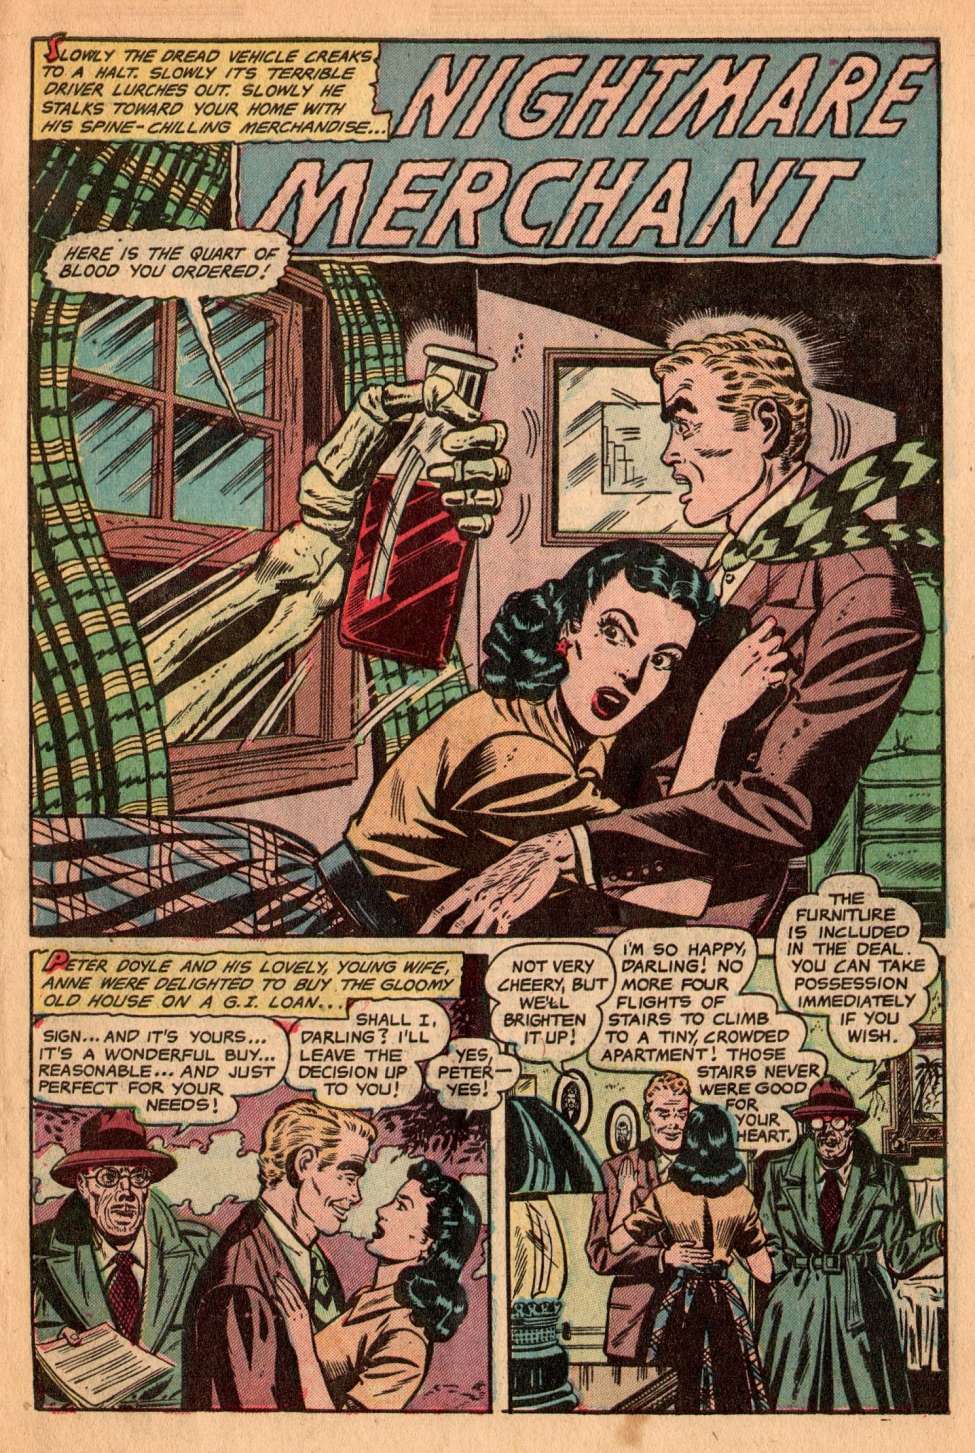 SLOWLY THE DREAD VEHICLE CREAKS
TO A HALT. SLOWLY ITS TERRIBLE
DRIVER LURCHES OUT. SLOWLY HE
STALKS TOWARD YOUR HOME WITH
HIS SPINE-CHILLING MERCHANDISE...
NIGHTMARE
MERCHANT
HERE IS THE QUART OF
BLOOD YOU ORDERED!
PETER DOYLE AND HIS LOVELY, YOUNG WIFE,
ANNE WERE DELIGHTED TO BUY THE GLOOMY
OLD HOUSE ON A G.I. LOAN...
SIGN... AND IT'S YOURS...
IT'S A WONDERFUL BUY...
REASONABLE... AND JUST
PERFECT FOR YOUR
NEEDS!
SHALL I,
DARLING? I'LL
LEAVE THE
DECISION UP
TO YOU!
YES,
PETER—
YES!
NOT VERY
CHEERY, BUT
WE'LL
BRIGHTEN
IT UP!
I'M SO HAPPY,
DARLING! NO
MORE FOUR
FLIGHTS OF
STAIRS TO CLIMB
TO A TINY, CROWDED
APARTMENT! THOSE
STAIRS NEVER
WERE GOOD
FOR
YOUR
HEART.
THE
FURNITURE
IS INCLUDED
IN THE DEAL.
YOU CAN TAKE
POSSESSION
IMMEDIATELY
IF YOU
WISH.